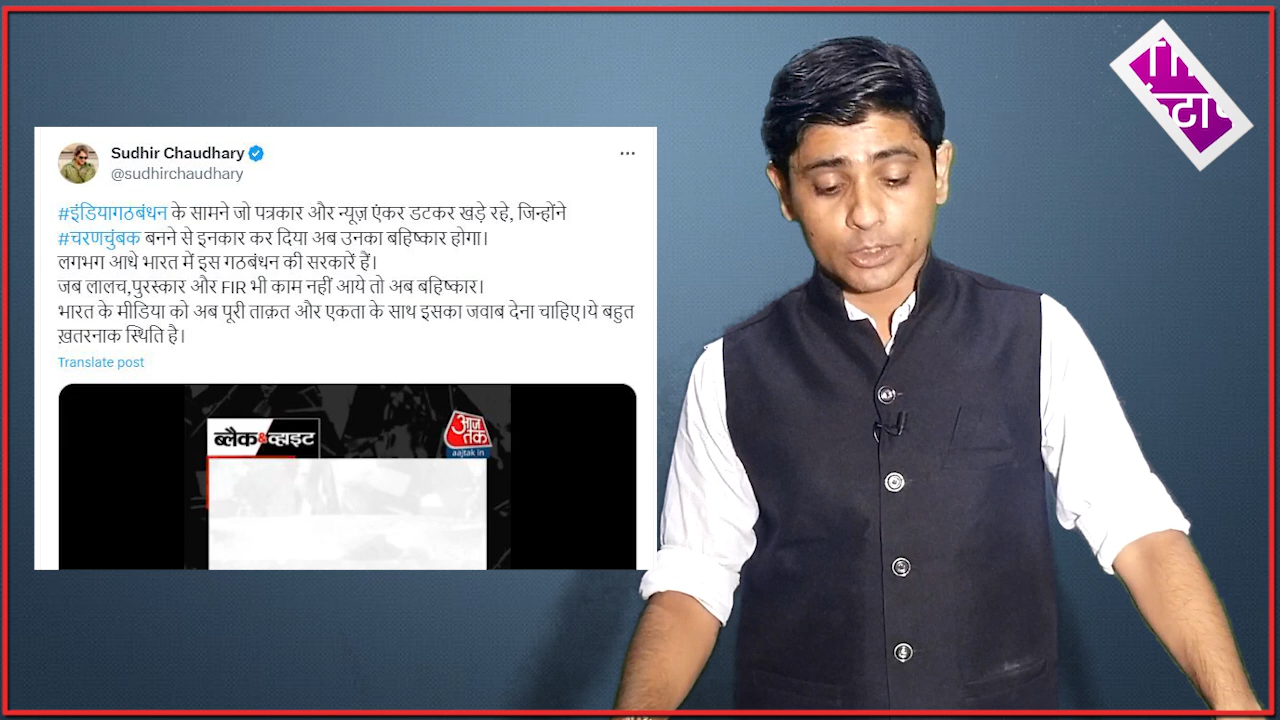 Sudhir Chaudhary
@sudhirchaudhary
#इंडियागठबंधन के सामने जो पत्रकार और न्यूज़ एंकर डटकर खड़े रहे, जिन्होंने
#चरणचुंबक बनने से इनकार कर दिया अब उनका बहिष्कार होगा।
लगभग आधे भारत में इस गठबंधन की सरकारें हैं।
जब लालच,पुरस्कार और FIR भी काम नहीं आये तो अब बहिष्कार।
भारत के मीडिया को अब पूरी ताक़त और एकता के साथ इसका जवाब देना चाहिए।ये बहुत
ख़तरनाक स्थिति है।
Translate post
ब्लैक&व्हाइट
आज तक
aajtak in